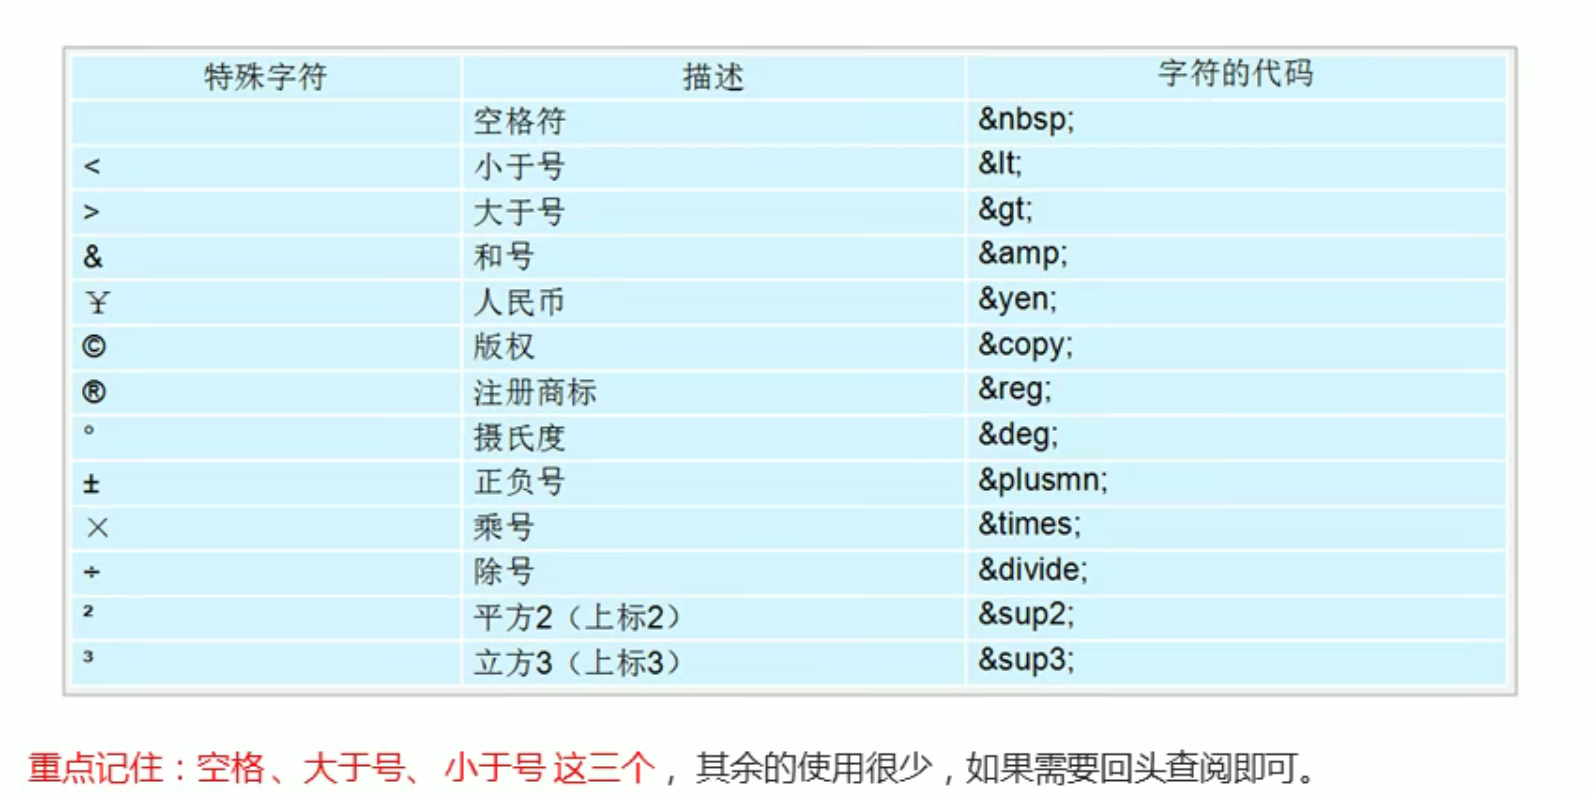 特殊字符 描述 字符的代码
空格符 &nbsp;
< 小于号 &lt;
> 大于号 &gt;
& 和号 &amp;
¥ 人民币 &yen;
© 版权 &copy;
® 注册商标 &reg;
° 摄氏度 &deg;
± 正负号 &plusmn;
× 乘号 &times;
÷ 除号 &divide;
² 平方2（上标2） &sup2;
³ 立方3（上标3） &sup3;
重点记住：空格、大于号、 小于号 这三个，其余的使用很少，如果需要回头查阅即可。